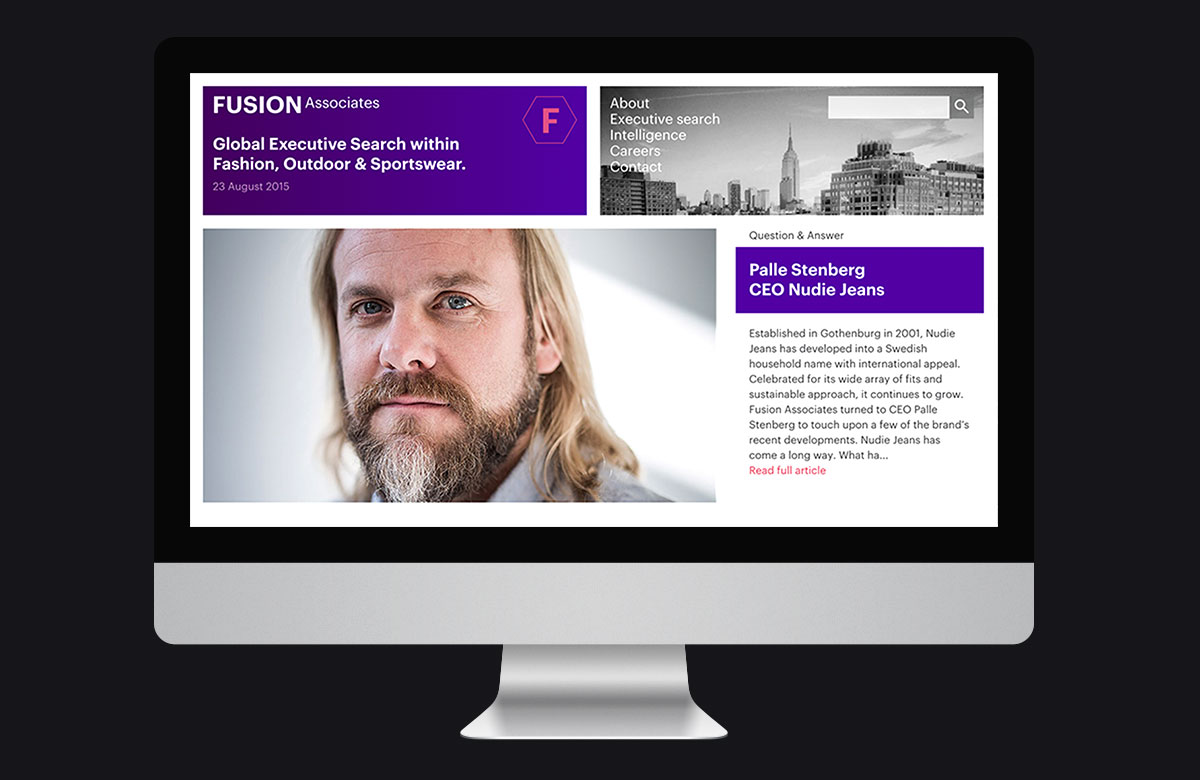 FUSION Associates
F
Global Executive Search within
Fashion, Outdoor & Sportswear.
23 August 2015
About
Executive search
Intelligence
Careers
Contact
Question & Answer
Palle Stenberg
CEO Nudie Jeans
Established in Gothenburg in 2001, Nudie
Jeans has developed into a Swedish
household name with international appeal.
Celebrated for its wide array of fits and
sustainable approach, it continues to grow.
Fusion Associates turned to CEO Palle
Stenberg to touch upon a few of the brand's
recent developments. Nudie Jeans has
come a long way. What ha...
Read full article